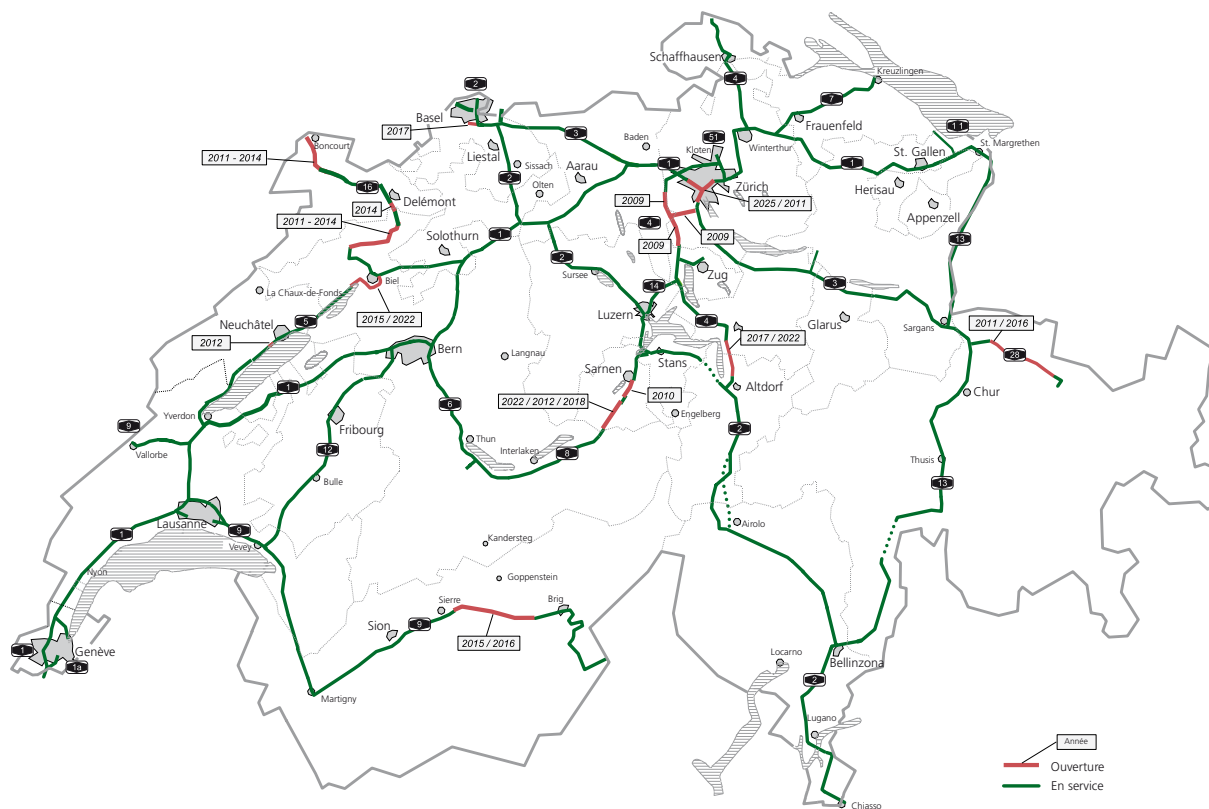 Schaffhausen
Kreuzlingen
4
2
7
Basel
Frauenfeld
2017
3
Baden
51
11
Boncourt
Kloten
Winterthur
St. Margrethen
Liestal
2011 - 2014
Sissach
Aarau
1
1
St. Gallen
16
2
Olten
Zürich
Herisau
Delémont
2014
2009
2025 / 2011
Appenzell
2011 - 2014
4
Solothurn
1
2009
13
2009
2
Sursee
Zug
Biel
14
3
La Chaux-de-Fonds
Luzern
Neuchâtel
5
2015 / 2022
4
Glarus
Sargans
2011 / 2016
2012
2017 / 2022
Bern
Langnau
Stans
28
Sarnen
1
Altdorf
2010
Chur
2022 / 2012 / 2018
6
Engelberg
Yverdon
9
Fribourg
2
Thun
Vallorbe
12
Interlaken
8
Thusis
Bulle
13
Lausanne
Airolo
1
9
Vevey
Kandersteg
Nyon
Goppenstein
Sierre
Brig
Sion
9
2015 / 2016
1
Genève
1a
Locarno
Bellinzona
2
Martigny
Lugano
Année
Ouverture
En service
Chiasso